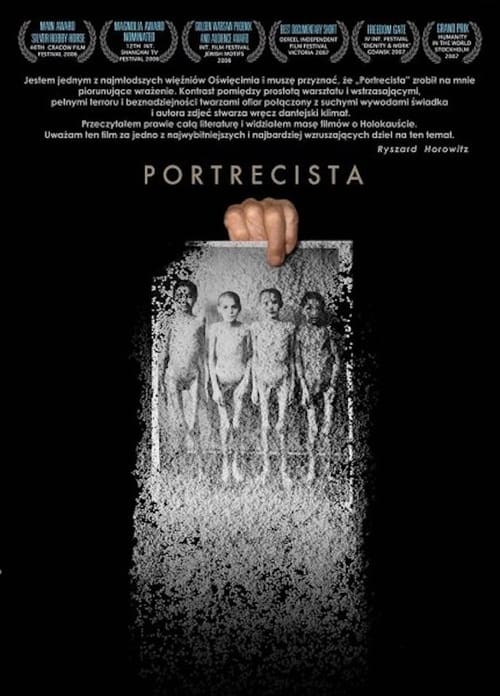 MAIN AWARD
SILVER HOBBY-HORSE
46TH CRACOW FILM
FESTIVAL 2006
MAGNOLIA AWARD
NOMINATED
12TH INT.
SHANGHAI TV
FESTIVAL 2006
GOLDEN WARSAW PHOENIX
AND AUDIENCE AWARD
INT. FILM FESTIVAL
JEWISH MOTIFS
2006
BEST DOCUMENTARY SHORT
INDEPENDENT
FILM FESTIVAL
VICTORIA 2007
FREEDOM GATE
IV INT. FESTIVAL
"DIGNITY & WORK"
GDANSK 2007
GRAND PRIX
HUMANITY
IN THE WORLD
STOCKHOLM
2007
Jestem jednym z najmłodszych więźniów Oświęcimia i muszę przyznać, że „Portrecista” zrobił na mnie
piorunujące wrażenie. Kontrast pomiędzy prostotą warsztatu i wstrząsającymi,
pełnymi terroru i beznadziejności twarzami ofiar połączony z suchymi wywodami świadka
i autora zdjęć stwarza wręcz dantejski klimat.
Przeczytałem prawie całą literaturę i widziałem masę filmów o Holokauście.
Uważam ten film za jedno z najwybitniejszych i najbardziej wzruszających dzieł na ten temat.
Ryszard Horowitz
PORTRECISTA